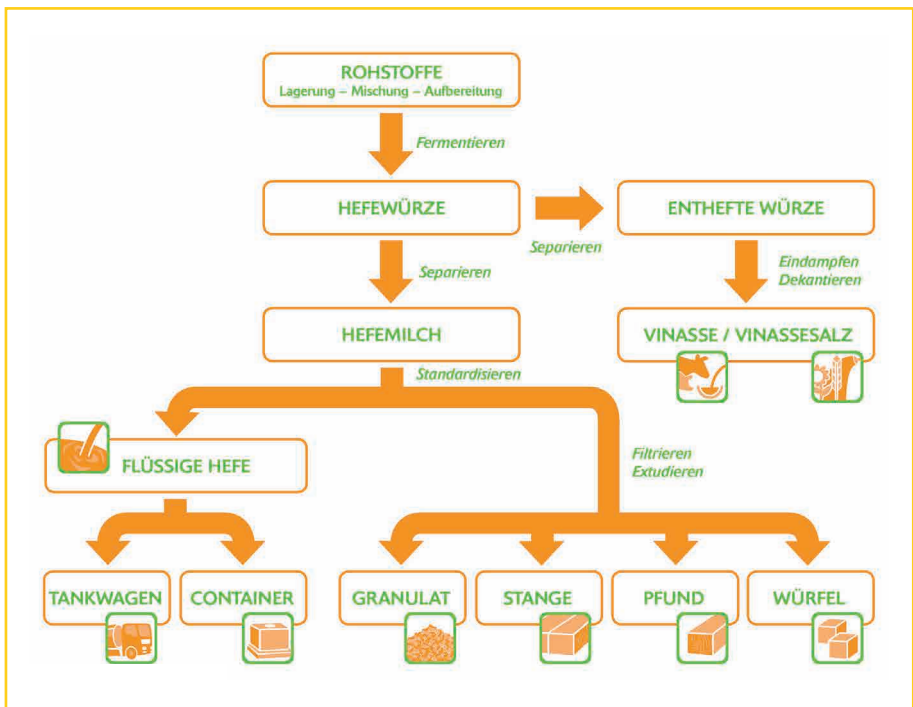 ROHSTOFFE
Lagerung – Mischung – Aufbereitung
Fermentieren
HEFEWÜRZE
ENTHEFTE WÜRZE
Separieren
Separieren
Eindampfen
Dekantieren
HEFEMILCH
VINASSE / VINASSESALZ
Standardisieren
FLÜSSIGE HEFE
Filtrieren
Extudieren
TANKWAGEN
CONTAINER
GRANULAT
STANGE
PFUND
WÜRFEL